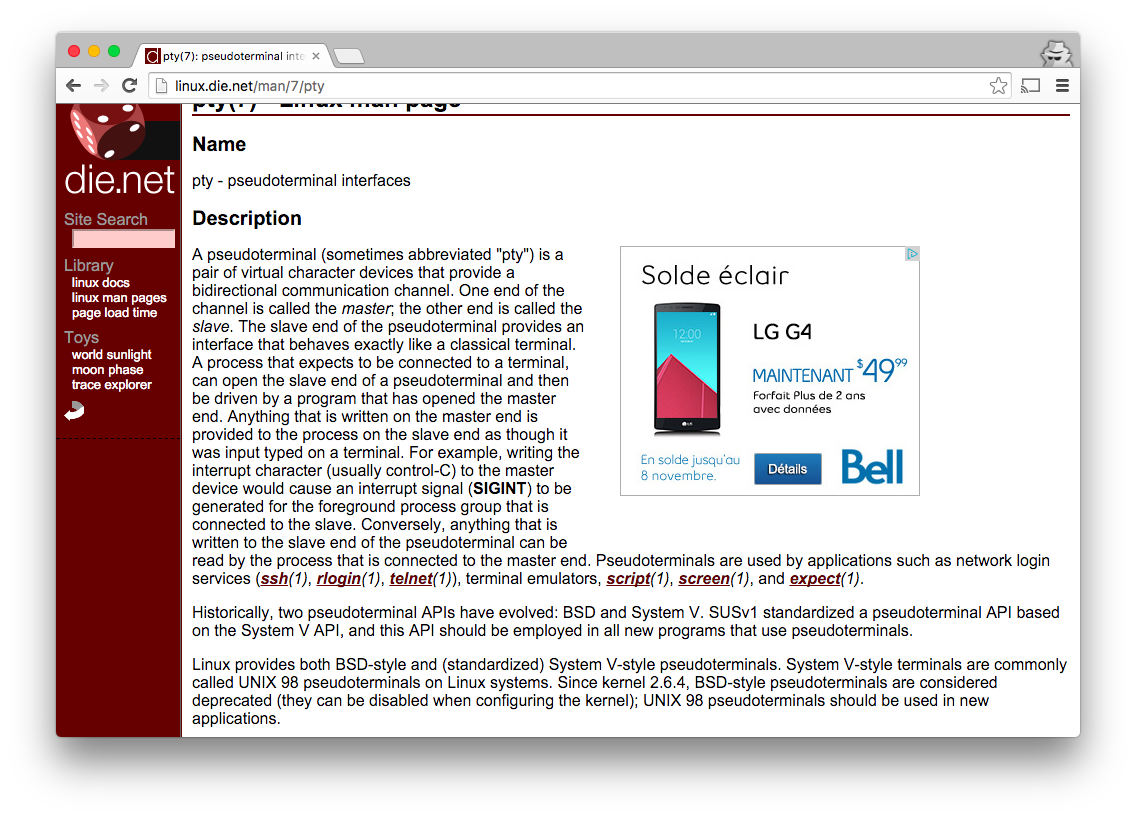 pty(7): pseudoterminal inte
linux.die.net/man/7/pty
pty(7) - Linux man page
die.net
Site Search
Library
linux docs
linux man pages
page load time
Toys
world sunlight
moon phase
trace explorer
Name
pty - pseudoterminal interfaces
Description
A pseudoterminal (sometimes abbreviated "pty") is a
pair of virtual character devices that provide a
bidirectional communication channel. One end of the
channel is called the master; the other end is called the
slave. The slave end of the pseudoterminal provides an
interface that behaves exactly like a classical terminal.
A process that expects to be connected to a terminal,
can open the slave end of a pseudoterminal and then
be driven by a program that has opened the master
end. Anything that is written on the master end is
provided to the process on the slave end as though it
was input typed on a terminal. For example, writing the
interrupt character (usually control-C) to the master
device would cause an interrupt signal (SIGINT) to be
generated for the foreground process group that is
connected to the slave. Conversely, anything that is
written to the slave end of the pseudoterminal can be
read by the process that is connected to the master end. Pseudoterminals are used by applications such as network login
services (ssh(1), rlogin(1), telnet(1)), terminal emulators, script(1), screen(1), and expect(1).
Solde éclair
12:00
LG
LG G4
MAINTENANT $4999
Forfait Plus de 2 ans
avec données
En solde jusqu'au
8 novembre.
Détails
Bell
Historically, two pseudoterminal APIs have evolved: BSD and System V. SUSv1 standardized a pseudoterminal API based
on the System V API, and this API should be employed in all new programs that use pseudoterminals.
Linux provides both BSD-style and (standardized) System V-style pseudoterminals. System V-style terminals are commonly
called UNIX 98 pseudoterminals on Linux systems. Since kernel 2.6.4, BSD-style pseudoterminals are considered
deprecated (they can be disabled when configuring the kernel); UNIX 98 pseudoterminals should be used in new
applications.